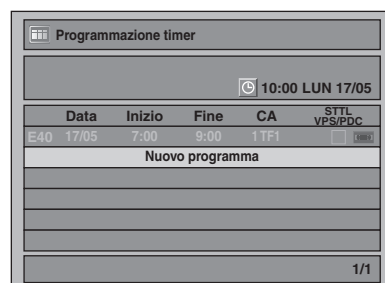 Programmazione timer
10:00 LUN 17/05
Data Inizio Fine CA STTL VPS/PDC
E40 17/05 7:00 9:00 1 TF1
Nuovo programma
1/1